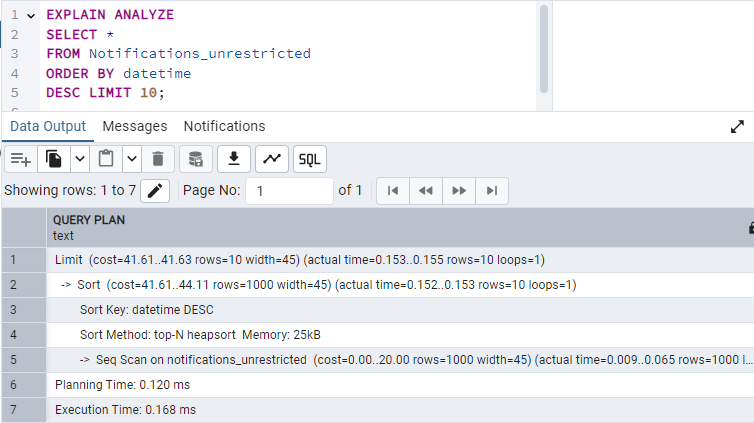 1 EXPLAIN ANALYZE
2 SELECT *
3 FROM Notifications_unrestricted
4 ORDER BY datetime
5 DESC LIMIT 10;
Data Output Messages Notifications
SQL
Showing rows: 1 to 7 Page No: 1 of 1
QUERY PLAN
text
1 Limit (cost=41.61..41.63 rows=10 width=45) (actual time=0.153..0.155 rows=10 loops=1)
2 -> Sort (cost=41.61..44.11 rows=1000 width=45) (actual time=0.152..0.153 rows=10 loops=1)
3 Sort Key: datetime DESC
4 Sort Method: top-N heapsort Memory: 25kB
5 -> Seq Scan on notifications_unrestricted (cost=0.00..20.00 rows=1000 width=45) (actual time=0.009..0.065 rows=1000 l...
6 Planning Time: 0.120 ms
7 Execution Time: 0.168 ms